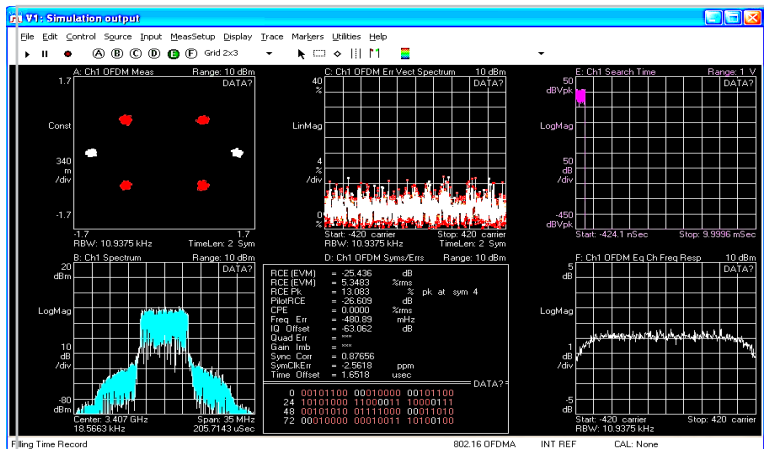 V1: Simulation output
File Edit Control Source Input MeasSetup Display Trace Markers Utilities Help
A B C D E F Grid 2x3
A: Ch1 OFDM Meas Range: 10 dBm
1.7 DATA?
Const
340
m
/div
-1.7
-1.7 1.7
RBW: 10.9375 kHz TimeLen: 2 Sym
C: Ch1 OFDM Err Vect Spectrum 10 dBm
40 DATA?
%
LinMag
4
%
/div
0
%
Start: -420 carrier Stop: 420 carrier
RBW: 10.9375 kHz TimeLen: 2 Sym
E: Ch1 Search Time Range: 1 V
50 DATA?
dBVpk
LogMag
50
dB
/div
-450
dBVpk
Start: -424.1 nSec Stop: 9.9996 mSec
B: Ch1 Spectrum Range: 10 dBm
20 DATA?
dBm
LogMag
10
dB
/div
-80
dBm
Center: 3.407 GHz Span: 35 MHz
18.5663 kHz 205.7143 uSec
D: Ch1 OFDM Syms/Errs Range: 10 dBm
RCE (EVM) = -25.436 dB
RCE (EVM) = 5.3483 %rms
RCE Pk = 13.083 % pk at sym 4
PilotRCE = -26.609 dB
CPE = 0.0000 %rms
Freq Err = -480.89 mHz
IQ Offset = -63.062 dB
Quad Err = ***
Gain Imb = ***
Sync Corr = 0.87656
SymClkErr = -2.5618 ppm
Time Offset = 1.6518 usec
DATA?
0 00101100 00010000 00101100
24 10101000 11000011 10000111
48 00101010 01111000 00011010
72 00010000 00010011 10100100
F: Ch1 OFDM Eq Ch Freq Resp 10 dBm
5 DATA?
dB
LogMag
1
dB
/div
-5
dB
Start: -420 carrier Stop: 420 carrier
RBW: 10.9375 kHz
Filling Time Record 802.16 OFDMA INT REF CAL: None